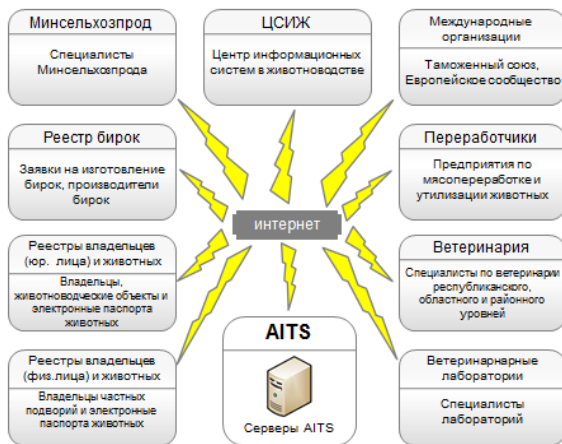 Минсельхозпрод
Специалисты
Минсельхозпрода
ЦСИЖ
Центр информационных
систем в животноводстве
Международные
организации
Таможенный союз,
Европейское сообщество
Реестр бирок
Заявки на изготовление
бирок, производители
бирок
Переработчики
Предприятия по
мясопереработке и
утилизации животных
интернет
Реестры владельцев
(юр. лица) и животных
Владельцы,
животноводческие объекты и
электронные паспорта
животных
Ветеринария
Специалисты по ветеринарии
республиканского,
областного и районного
уровней
Реестры владельцев
(физ.лица) и животных
Владельцы частных
подворий и электронные
паспорта животных
AITS
Серверы AITS
Ветеринарнарные
лаборатории
Специалисты
лабораторий